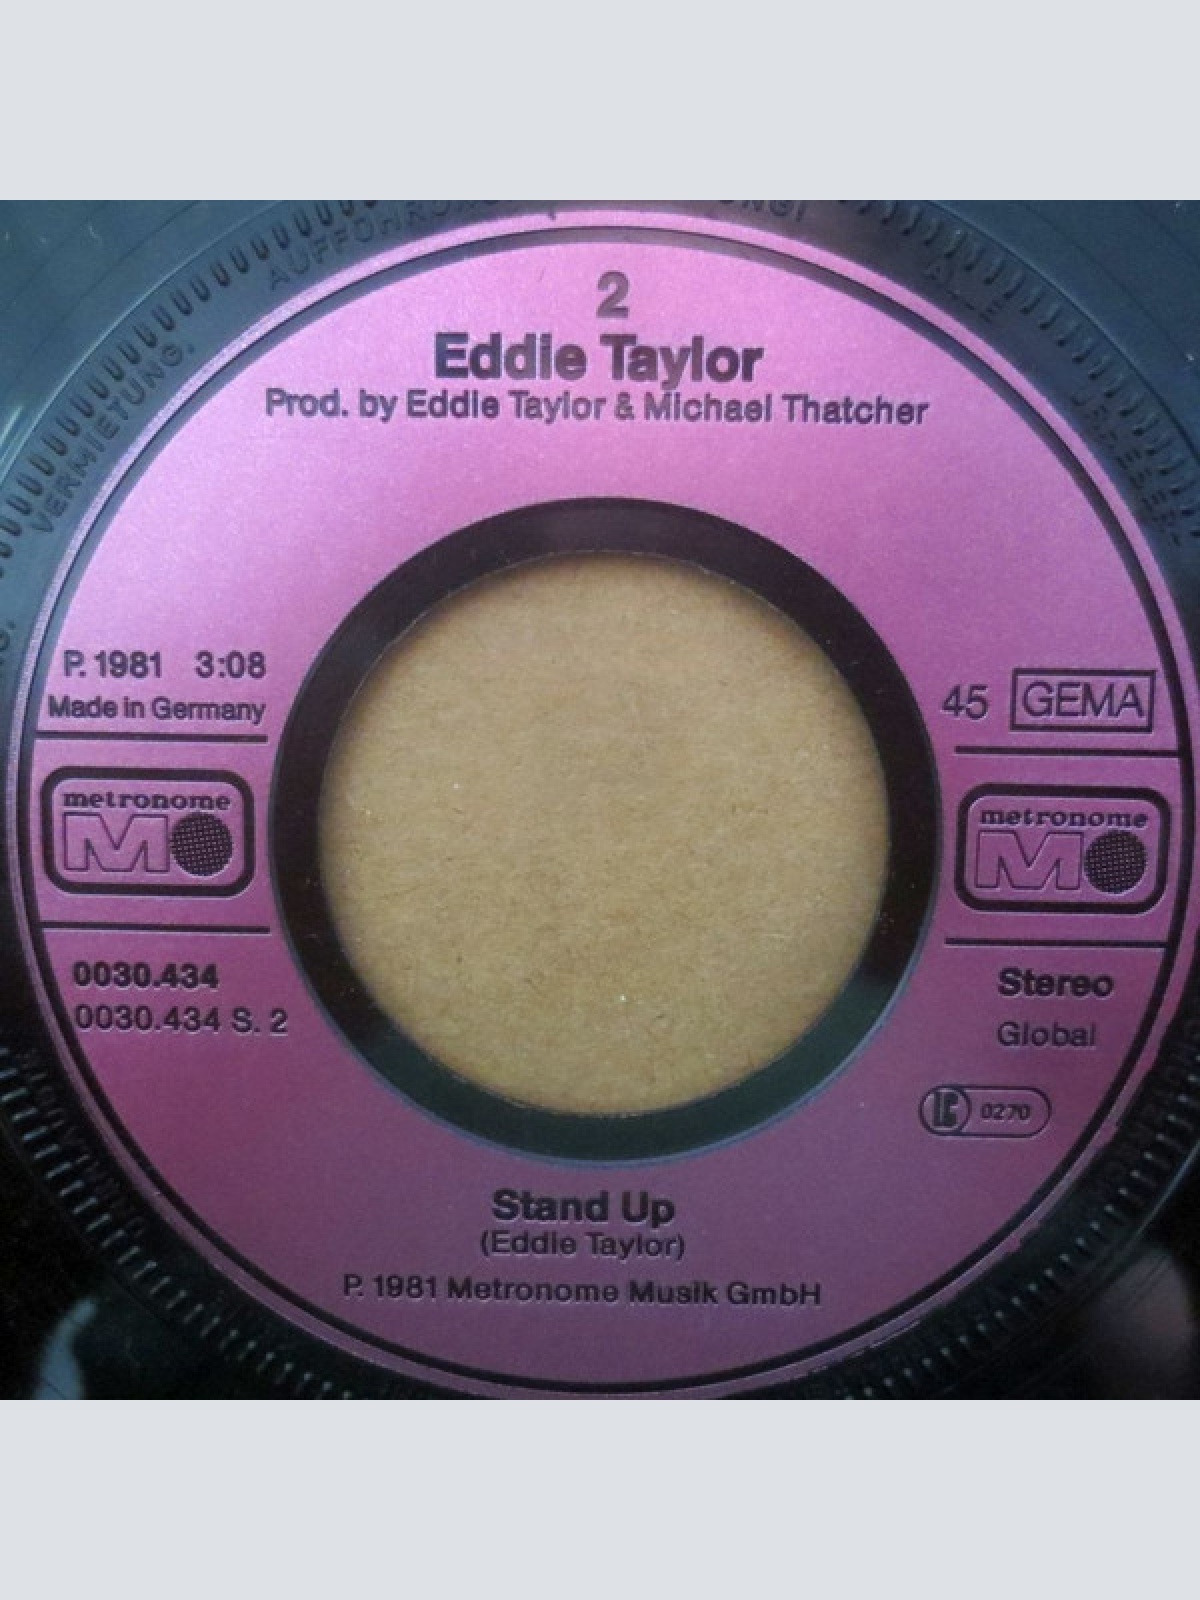 AUFFÜHRUNG
ALLE
VERMIETUNG,
2
Eddie Taylor
Prod. by Eddie Taylor & Michael Thatcher
P. 1981 3:08
Made in Germany
45 GEMA
metronome
M
metronome
M
0030.434
0030.434 S. 2
Stereo
Global
LC 0270
Stand Up
(Eddie Taylor)
P. 1981 Metronome Musik GmbH